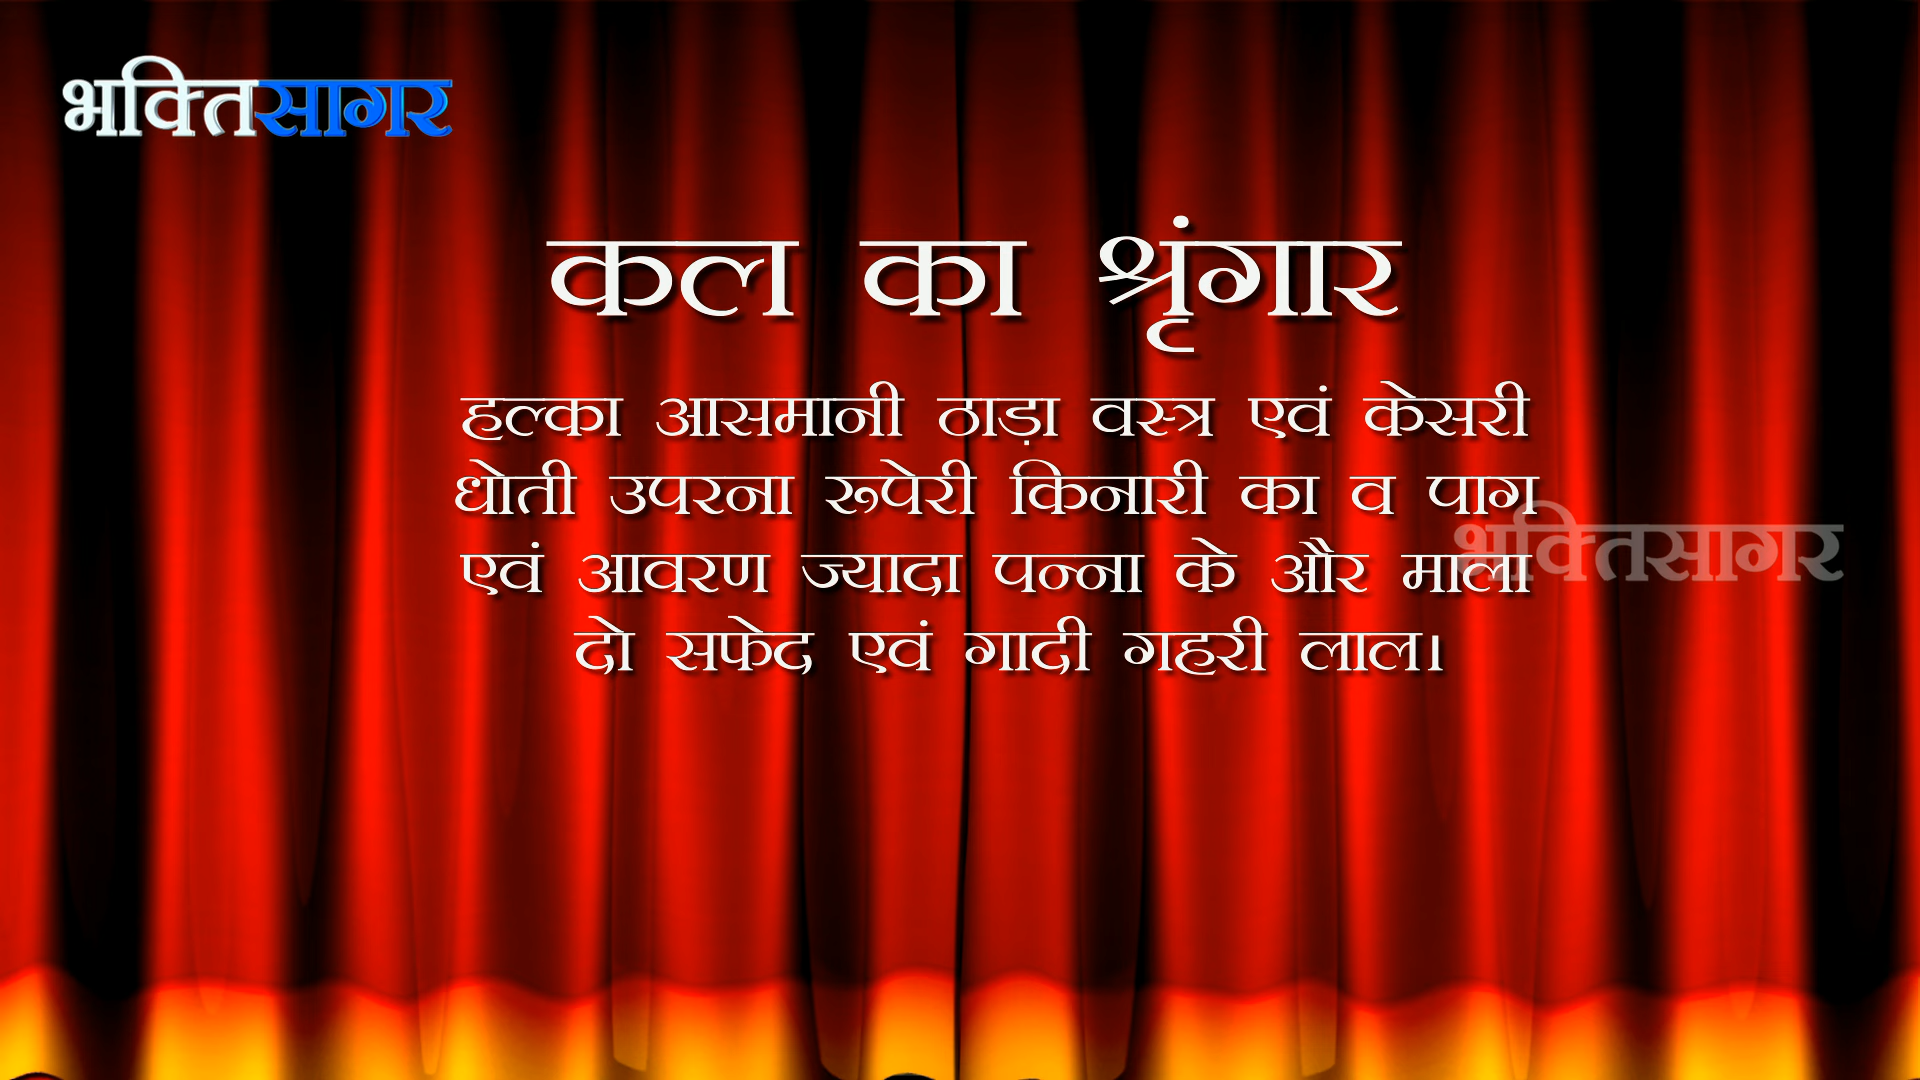 भक्तिसागर
कल का श्रृंगार
हल्का आसमानी ठाड़ा वस्त्र एवं केसरी
धोती उपरना रूपेरी किनारी का व पाग
एवं आवरण ज्यादा पन्ना के और माला
दो सफेद एवं गादी गहरी लाल।
भक्तिसागर